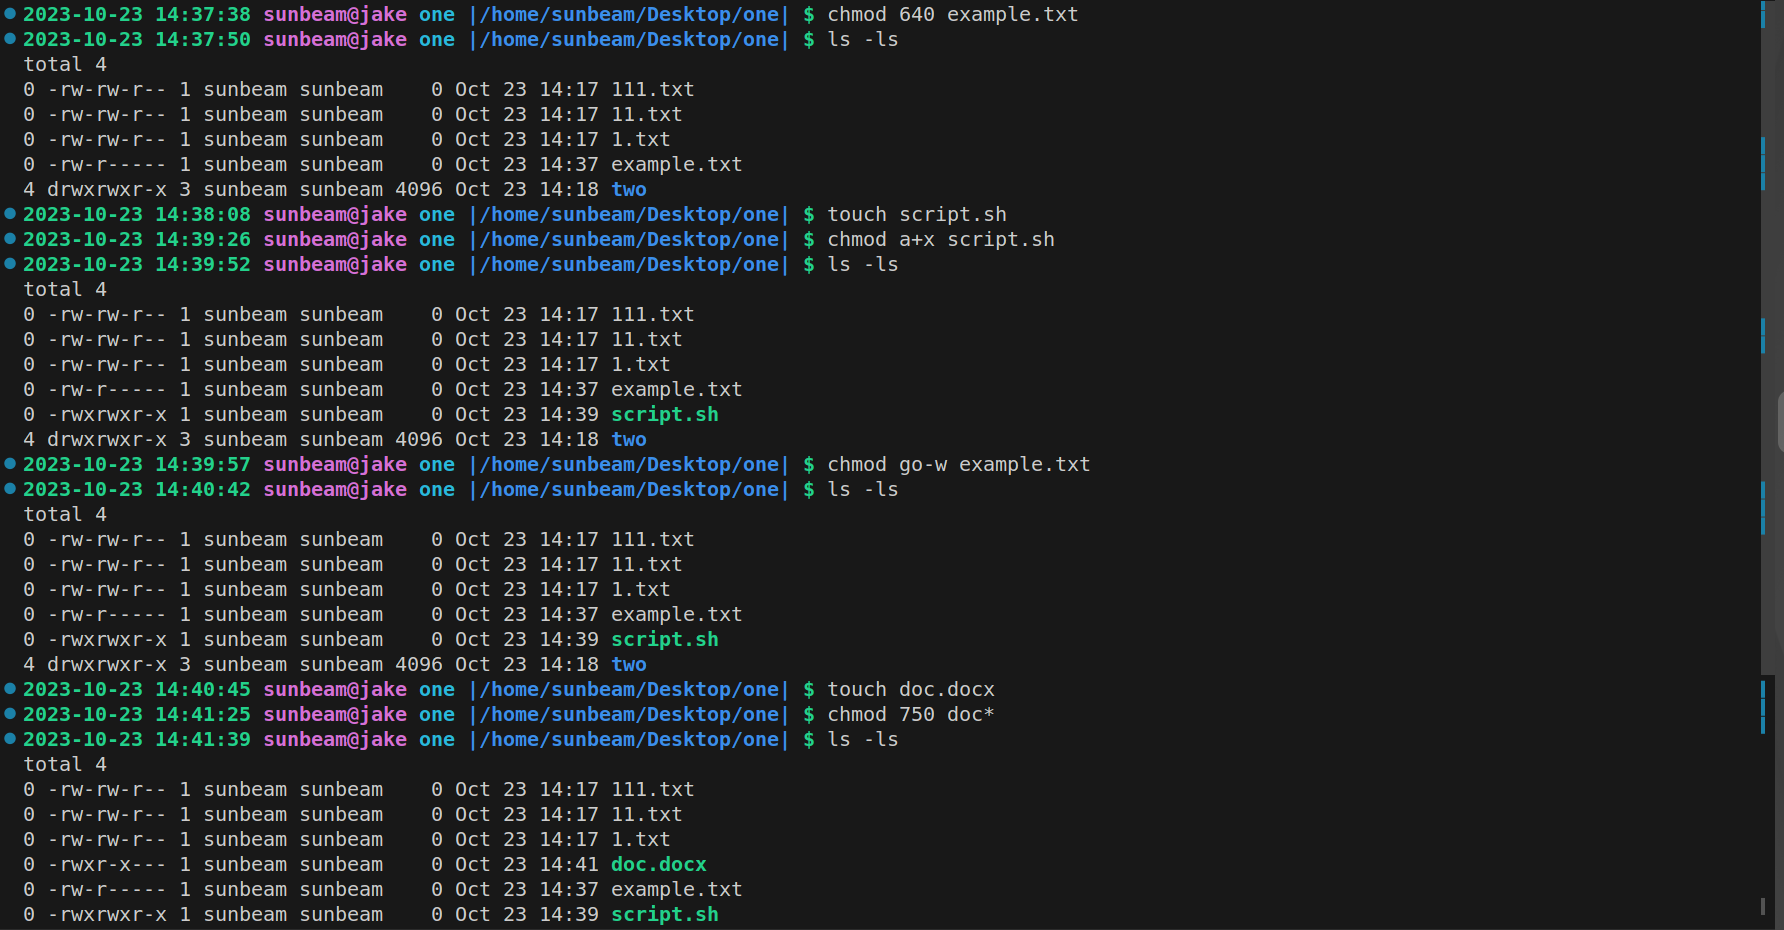 2023-10-23 14:37:38 sunbeam@jake one |/home/sunbeam/Desktop/one| $ chmod 640 example.txt
2023-10-23 14:37:50 sunbeam@jake one |/home/sunbeam/Desktop/one| $ ls -ls
total 4
0 -rw-rw-r-- 1 sunbeam sunbeam    0 Oct 23 14:17 111.txt
0 -rw-rw-r-- 1 sunbeam sunbeam    0 Oct 23 14:17 11.txt
0 -rw-rw-r-- 1 sunbeam sunbeam    0 Oct 23 14:17 1.txt
0 -rw-r----- 1 sunbeam sunbeam    0 Oct 23 14:37 example.txt
4 drwxrwxr-x 3 sunbeam sunbeam 4096 Oct 23 14:18 two
2023-10-23 14:38:08 sunbeam@jake one |/home/sunbeam/Desktop/one| $ touch script.sh
2023-10-23 14:39:26 sunbeam@jake one |/home/sunbeam/Desktop/one| $ chmod a+x script.sh
2023-10-23 14:39:52 sunbeam@jake one |/home/sunbeam/Desktop/one| $ ls -ls
total 4
0 -rw-rw-r-- 1 sunbeam sunbeam    0 Oct 23 14:17 111.txt
0 -rw-rw-r-- 1 sunbeam sunbeam    0 Oct 23 14:17 11.txt
0 -rw-rw-r-- 1 sunbeam sunbeam    0 Oct 23 14:17 1.txt
0 -rw-r----- 1 sunbeam sunbeam    0 Oct 23 14:37 example.txt
0 -rwxrwxr-x 1 sunbeam sunbeam    0 Oct 23 14:39 script.sh
4 drwxrwxr-x 3 sunbeam sunbeam 4096 Oct 23 14:18 two
2023-10-23 14:39:57 sunbeam@jake one |/home/sunbeam/Desktop/one| $ chmod go-w example.txt
2023-10-23 14:40:42 sunbeam@jake one |/home/sunbeam/Desktop/one| $ ls -ls
total 4
0 -rw-rw-r-- 1 sunbeam sunbeam    0 Oct 23 14:17 111.txt
0 -rw-rw-r-- 1 sunbeam sunbeam    0 Oct 23 14:17 11.txt
0 -rw-rw-r-- 1 sunbeam sunbeam    0 Oct 23 14:17 1.txt
0 -rw-r----- 1 sunbeam sunbeam    0 Oct 23 14:37 example.txt
0 -rwxrwxr-x 1 sunbeam sunbeam    0 Oct 23 14:39 script.sh
4 drwxrwxr-x 3 sunbeam sunbeam 4096 Oct 23 14:18 two
2023-10-23 14:40:45 sunbeam@jake one |/home/sunbeam/Desktop/one| $ touch doc.docx
2023-10-23 14:41:25 sunbeam@jake one |/home/sunbeam/Desktop/one| $ chmod 750 doc*
2023-10-23 14:41:39 sunbeam@jake one |/home/sunbeam/Desktop/one| $ ls -ls
total 4
0 -rw-rw-r-- 1 sunbeam sunbeam    0 Oct 23 14:17 111.txt
0 -rw-rw-r-- 1 sunbeam sunbeam    0 Oct 23 14:17 11.txt
0 -rw-rw-r-- 1 sunbeam sunbeam    0 Oct 23 14:17 1.txt
0 -rwxr-x--- 1 sunbeam sunbeam    0 Oct 23 14:41 doc.docx
0 -rw-r----- 1 sunbeam sunbeam    0 Oct 23 14:37 example.txt
0 -rwxrwxr-x 1 sunbeam sunbeam    0 Oct 23 14:39 script.sh